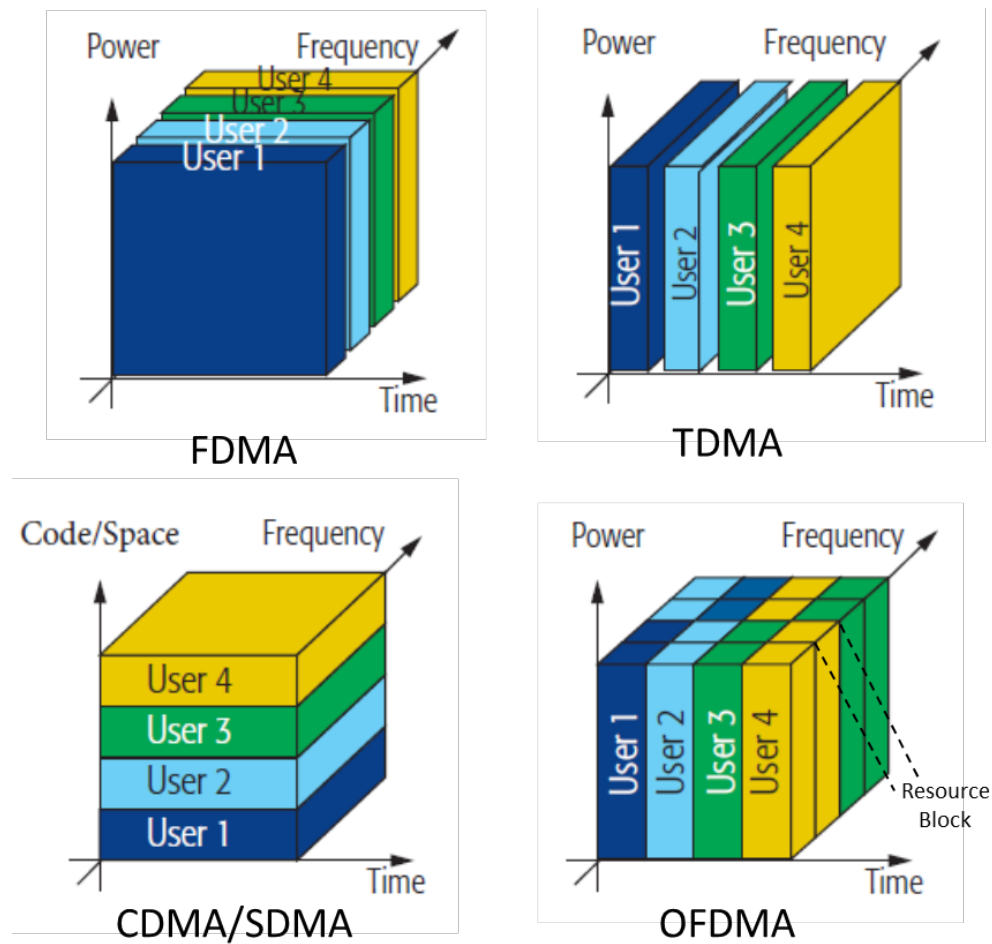 Power
Frequency
User 4
User 3
User 2
User 1
Time
FDMA
Power
Frequency
User 1
User 2
User 3
User 4
Time
TDMA
Code/Space
Frequency
User 4
User 3
User 2
User 1
Time
CDMA/SDMA
Power
Frequency
User 1
User 2
User 3
User 4
Resource
Block
Time
OFDMA